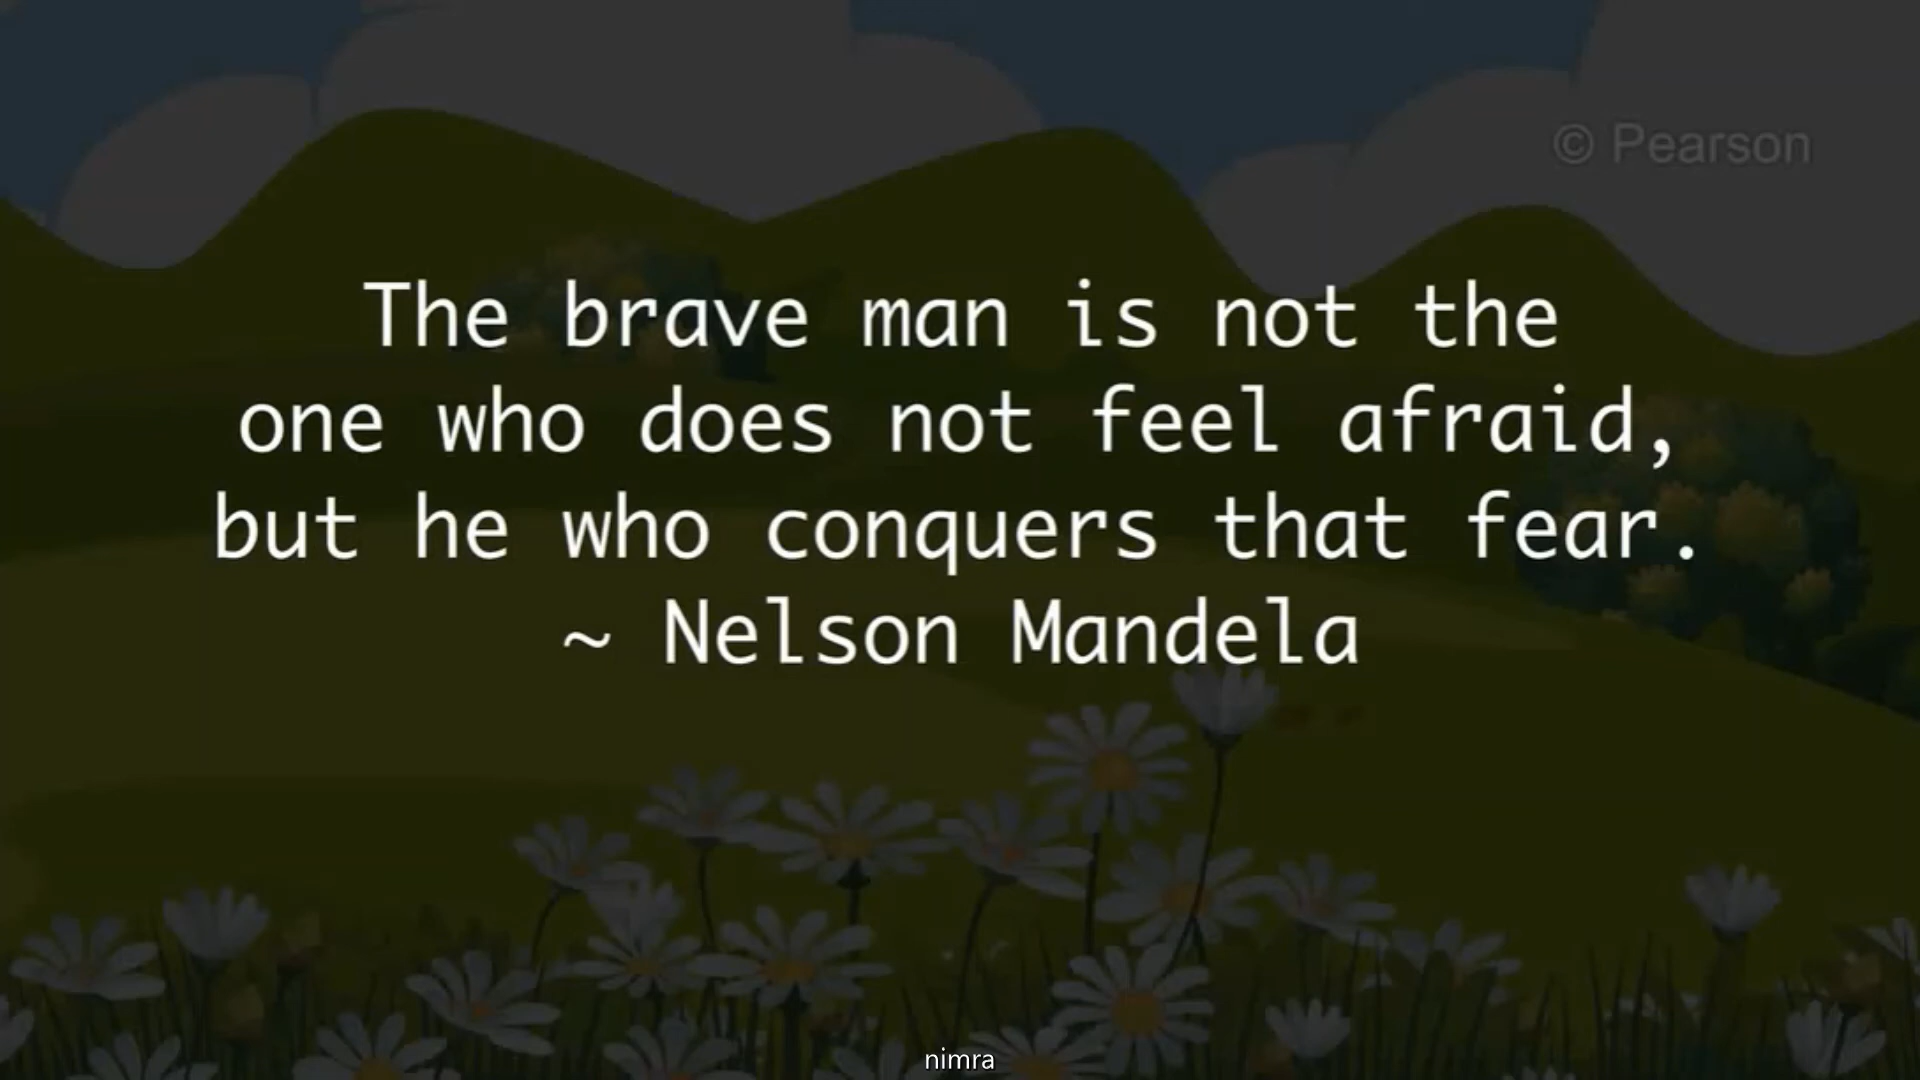 © Pearson
The brave man is not the
one who does not feel afraid,
but he who conquers that fear.
~ Nelson Mandela
nimra